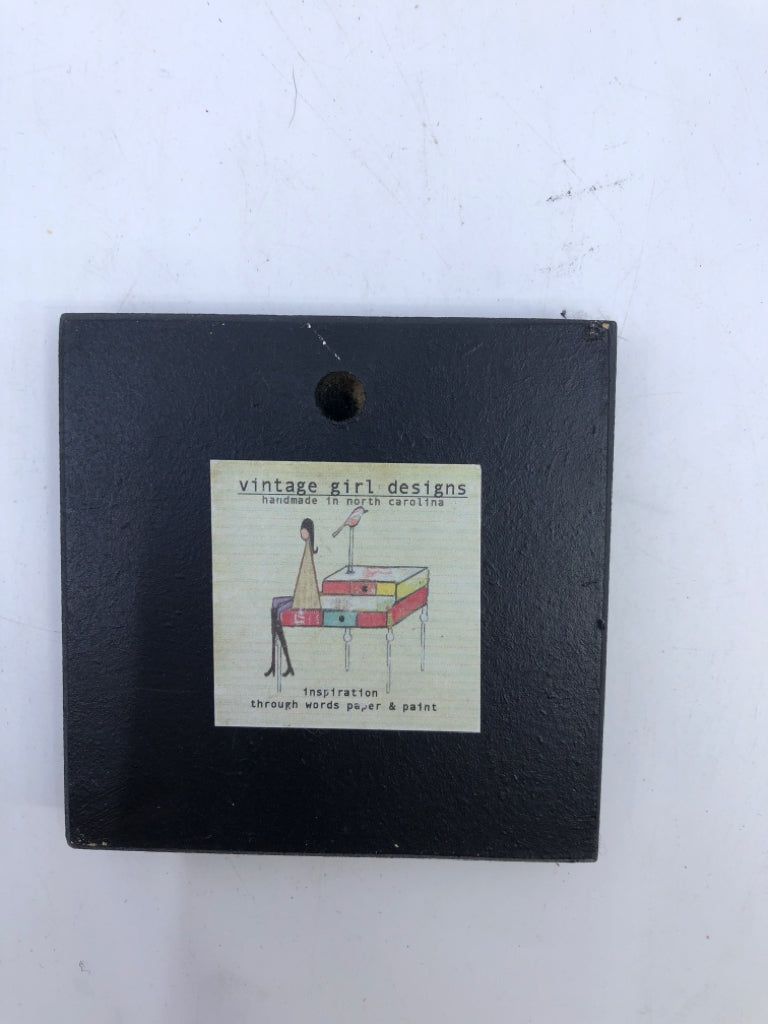 vintage girl designs
handmade in north carolina
inspiration
through words paper & paint